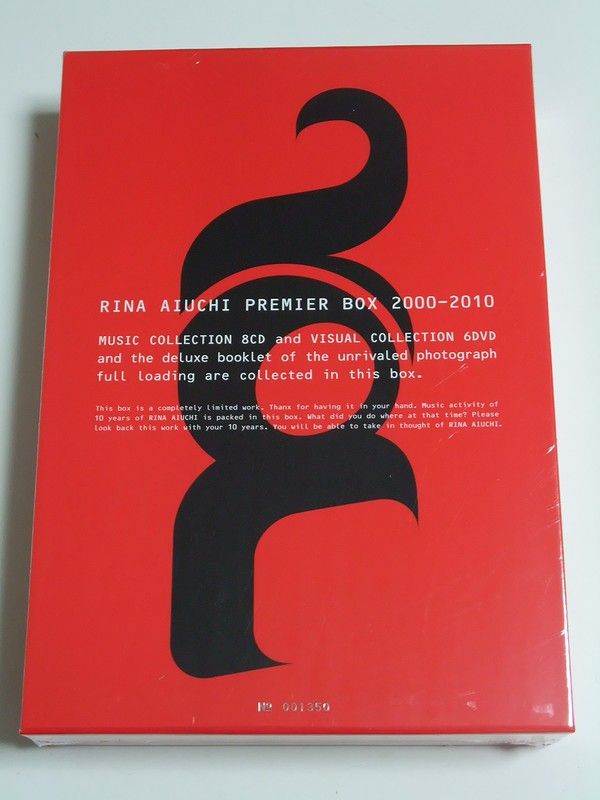 RINA AIUCHI PREMIER BOX 2000-2010
MUSIC COLLECTION 8CD and VISUAL COLLECTION 6DVD
and the deluxe booklet of the unrivaled photograph
full loading are collected in this box.
This box is a completely limited work. Thanx for having it in your hand. Music activity of
10 years of RINA AIUCHI is packed in this box. What did you do where at that time? Please
look back this work with your 10 years. You will be able to take in thought of RINA AIUCHI.
№ 001350